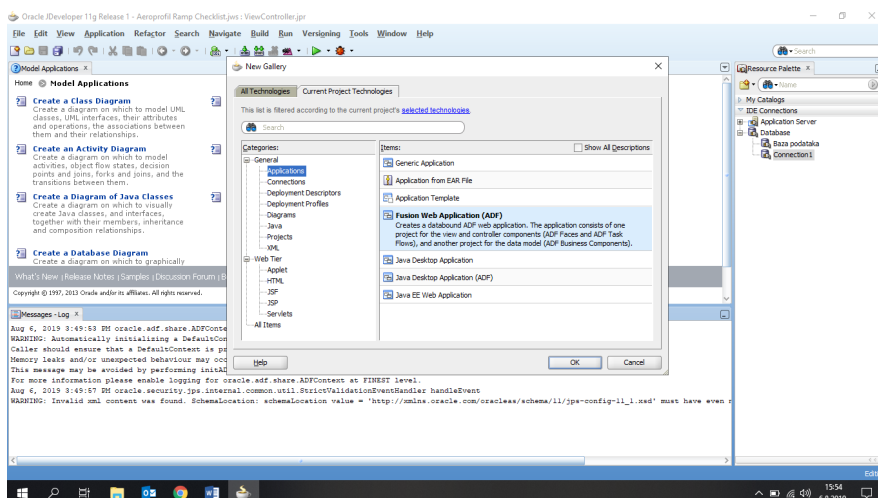 Oracle JDeveloper 11g Release 1 - Aeroprofil Ramp Checklist.jws : ViewController.jpr
File Edit View Application Refactor Search Navigate Build Run Versioning Tools Window Help
Search
Model Applications
Home Model Applications
Create a Class Diagram
Create a diagram on which to model UML
classes, UML interfaces, their attributes
and operations, the associations between
them and their relationships.
Create an Activity Diagram
Create a diagram on which to model
activities, object flow states, decision
points and joins, forks and joins, and the
transitions between them.
Create a Diagram of Java Classes
Create a diagram on which to visually
create Java classes, and interfaces,
together with their members, inheritance
and composition relationships.
Create a Database Diagram
Create a diagram on which to graphically
What's New | Release Notes | Samples | Discussion Forum |
Copyright © 1997, 2013 Oracle and/or its affiliates. All rights reserved.
New Gallery
All Technologies Current Project Technologies
This list is filtered according to the current project's selected technologies.
Search
Categories:
General
Applications
Connections
Deployment Descriptors
Deployment Profiles
Diagrams
Java
Projects
XML
Web Tier
Applet
HTML
JSF
JSP
Servlets
All Items
Items: Show All Descriptions
Generic Application
Application from EAR File
Application Template
Fusion Web Application (ADF)
Creates a databound ADF web application. The application consists of one
project for the view and controller components (ADF Faces and ADF Task
Flows), and another project for the data model (ADF Business Components).
Java Desktop Application
Java Desktop Application (ADF)
Java EE Web Application
Help OK Cancel
Resource Palette
Name
My Catalogs
IDE Connections
Application Server
Database
Baza podataka
Connection1
Messages - Log
Aug 6, 2019 3:49:53 PM oracle.adf.share.ADFConte
WARNING: Automatically initializing a DefaultCon
Caller should ensure that a DefaultContext is pr
Memory leaks and/or unexpected behaviour may occ
This message may be avoided by performing initAD
For more information please enable logging for oracle.adf.share.ADFContext at FINEST level.
Aug 6, 2019 3:49:57 PM oracle.security.jps.internal.common.util.StrictValidationEventHandler handleEvent
WARNING: Invalid xml content was found. SchemaLocation: schemaLocation value = 'http://xmlns.oracle.com/oracleas/schema/11/jps-config-11_1.xsd' must have even
Editi
15:54
6.8.2019